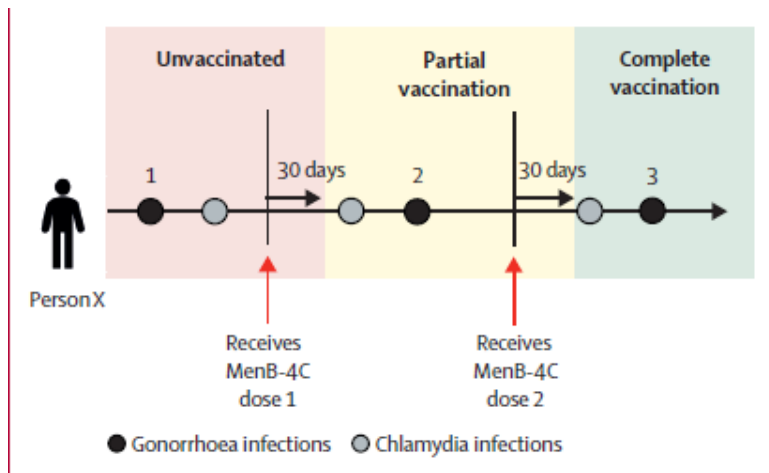 Unvaccinated
Partial
vaccination
Complete
vaccination
30 days
30 days
1
2
3
Person X
Receives
MenB-4C
dose 1
Receives
MenB-4C
dose 2
Gonorrhoea infections
Chlamydia infections